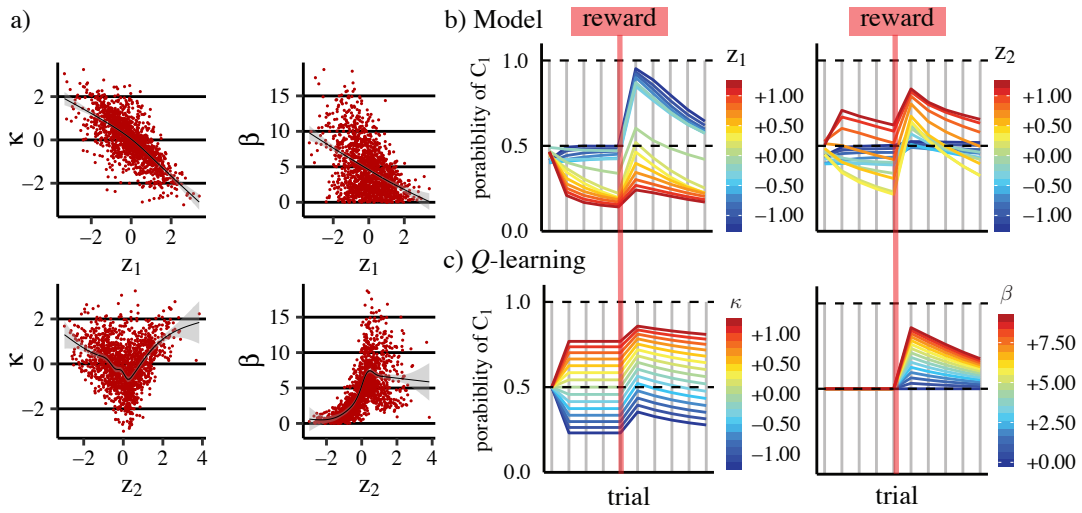 a)
κ
2
0
−2
−2
0
2
z1
β
15
10
5
0
−2
0
2
z1
κ
2
0
−2
−2
0
2
4
z2
β
15
10
5
0
−2
0
2
4
z2
b) Model
reward
reward
porabiblity of C1
1.0
0.5
0.0
z1
+1.00
+0.50
+0.00
−0.50
−1.00
z2
+1.00
+0.50
+0.00
−0.50
−1.00
c) Q-learning
porabiblity of C1
1.0
0.5
0.0
κ
+1.00
+0.50
+0.00
−0.50
−1.00
trial
β
+7.50
+5.00
+2.50
+0.00
trial